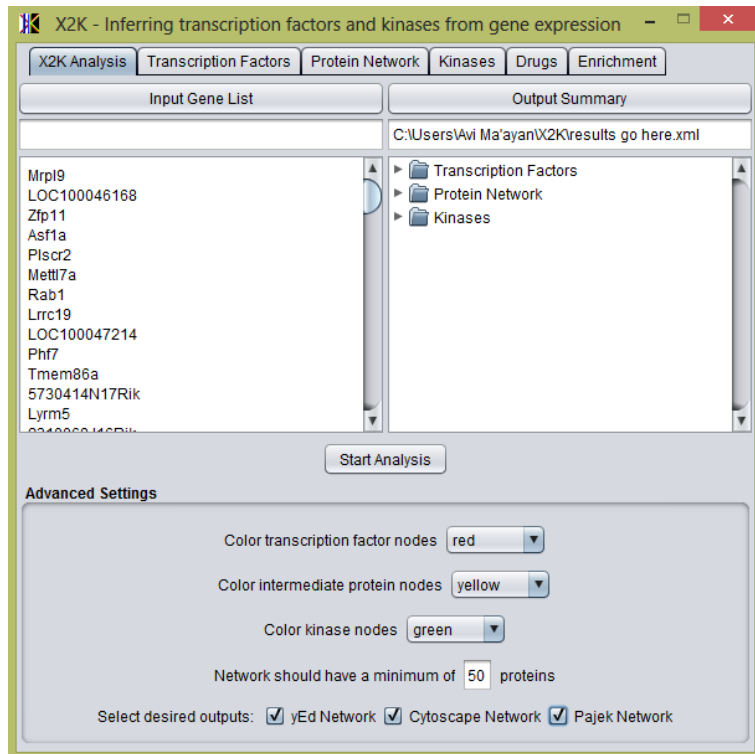 X2K - Inferring transcription factors and kinases from gene expression
X2K Analysis Transcription Factors Protein Network Kinases Drugs Enrichment
Input Gene List
Output Summary
C:\Users\Avi Ma'ayan\X2K\results go here.xml
Mrpl9
LOC100046168
Zfp11
Asf1a
Plscr2
Mettl7a
Rab1
Lrrc19
LOC100047214
Phf7
Tmem86a
5730414N17Rik
Lyrm5
Transcription Factors
Protein Network
Kinases
Start Analysis
Advanced Settings
Color transcription factor nodes red
Color intermediate protein nodes yellow
Color kinase nodes green
Network should have a minimum of 50 proteins
Select desired outputs: yEd Network Cytoscape Network Pajek Network